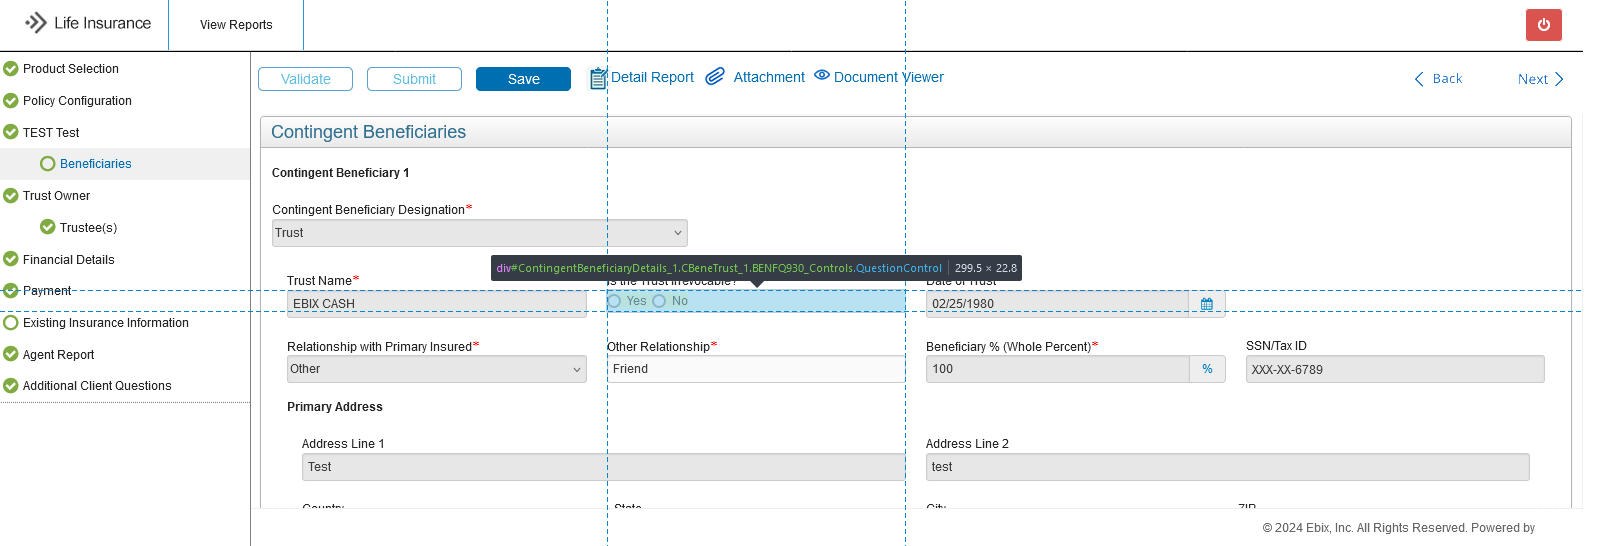 Life Insurance
View Reports
Product Selection
Policy Configuration
TEST Test
Beneficiaries
Trust Owner
Trustee(s)
Financial Details
Payment
Existing Insurance Information
Agent Report
Additional Client Questions
Validate Submit Save Detail Report Attachment Document Viewer Back Next
Contingent Beneficiaries
Contingent Beneficiary 1
Contingent Beneficiary Designation*
Trust
div#ContingentBeneficiaryDetails_1.CBeneTrust_1.BENFQ930_Controls.QuestionControl 299.5 × 22.8
Trust Name* Is the Trust Irrevocable? Date of Trust
EBIX CASH Yes No 02/25/1980
Relationship with Primary Insured* Other Relationship* Beneficiary % (Whole Percent)* SSN/Tax ID
Other Friend 100 % XXX-XX-6789
Primary Address
Address Line 1 Address Line 2
Test test
Country State City ZIP
© 2024 Ebix, Inc. All Rights Reserved. Powered by